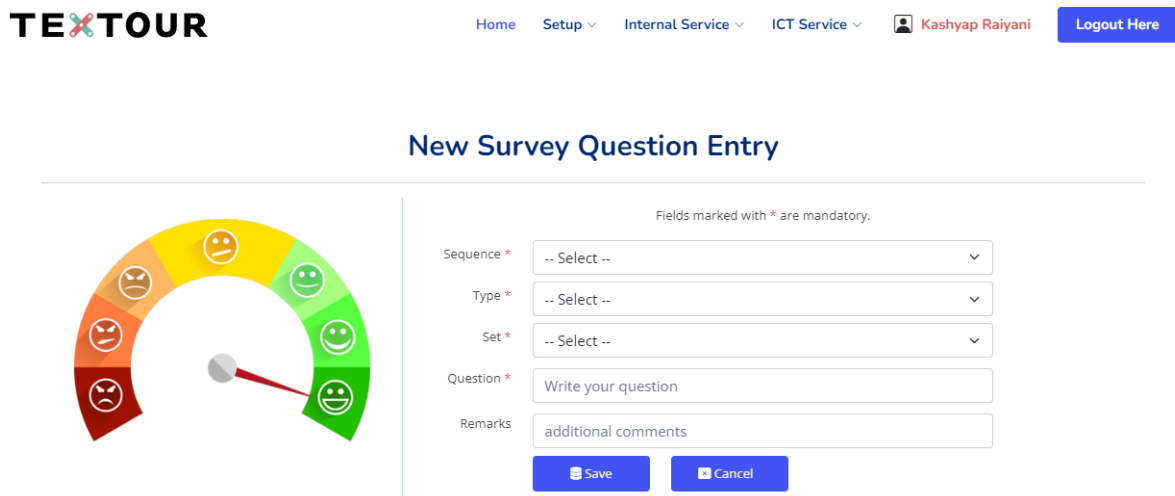 TEXTOUR
Home Setup Internal Service ICT Service Kashyap Raiyani Logout Here
New Survey Question Entry
Fields marked with * are mandatory.
Sequence * -- Select --
Type * -- Select --
Set * -- Select --
Question * Write your question
Remarks additional comments
Save Cancel